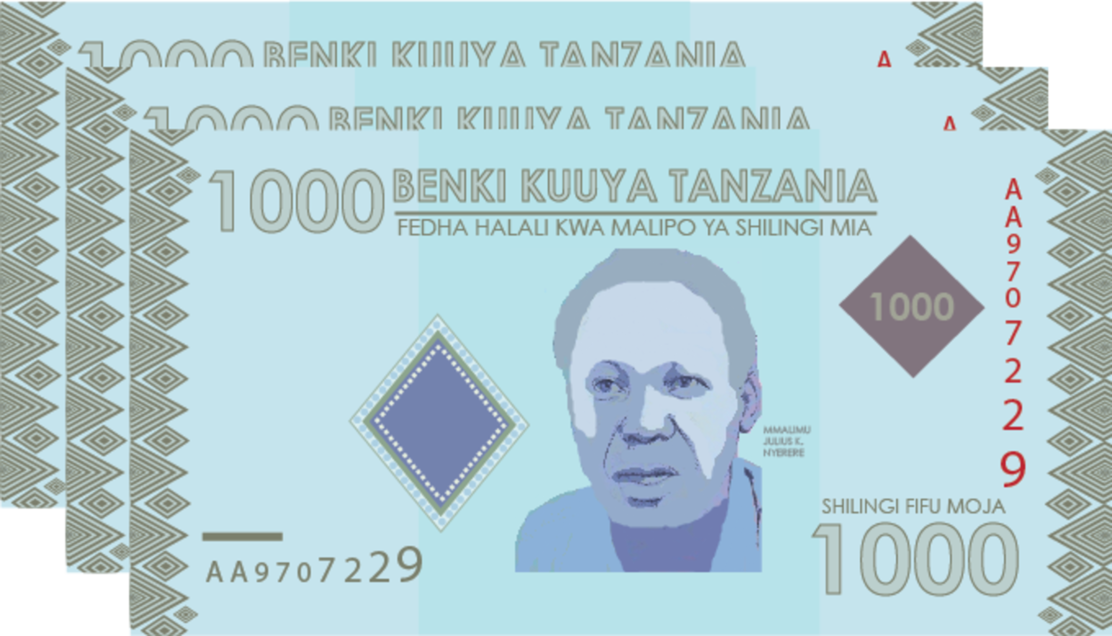 1000 BENKI KUUYA TANZANIA
A
1000 BENKI KUUYA TANZANIA
A
1000 BENKI KUUYA TANZANIA
FEDHA HALALI KWA MALIPO YA SHILINGI MIA
AA9707229
1000
MMALIMU
JULIUS K.
NYERERE
SHILINGI FIFU MOJA
1000
AA9707229